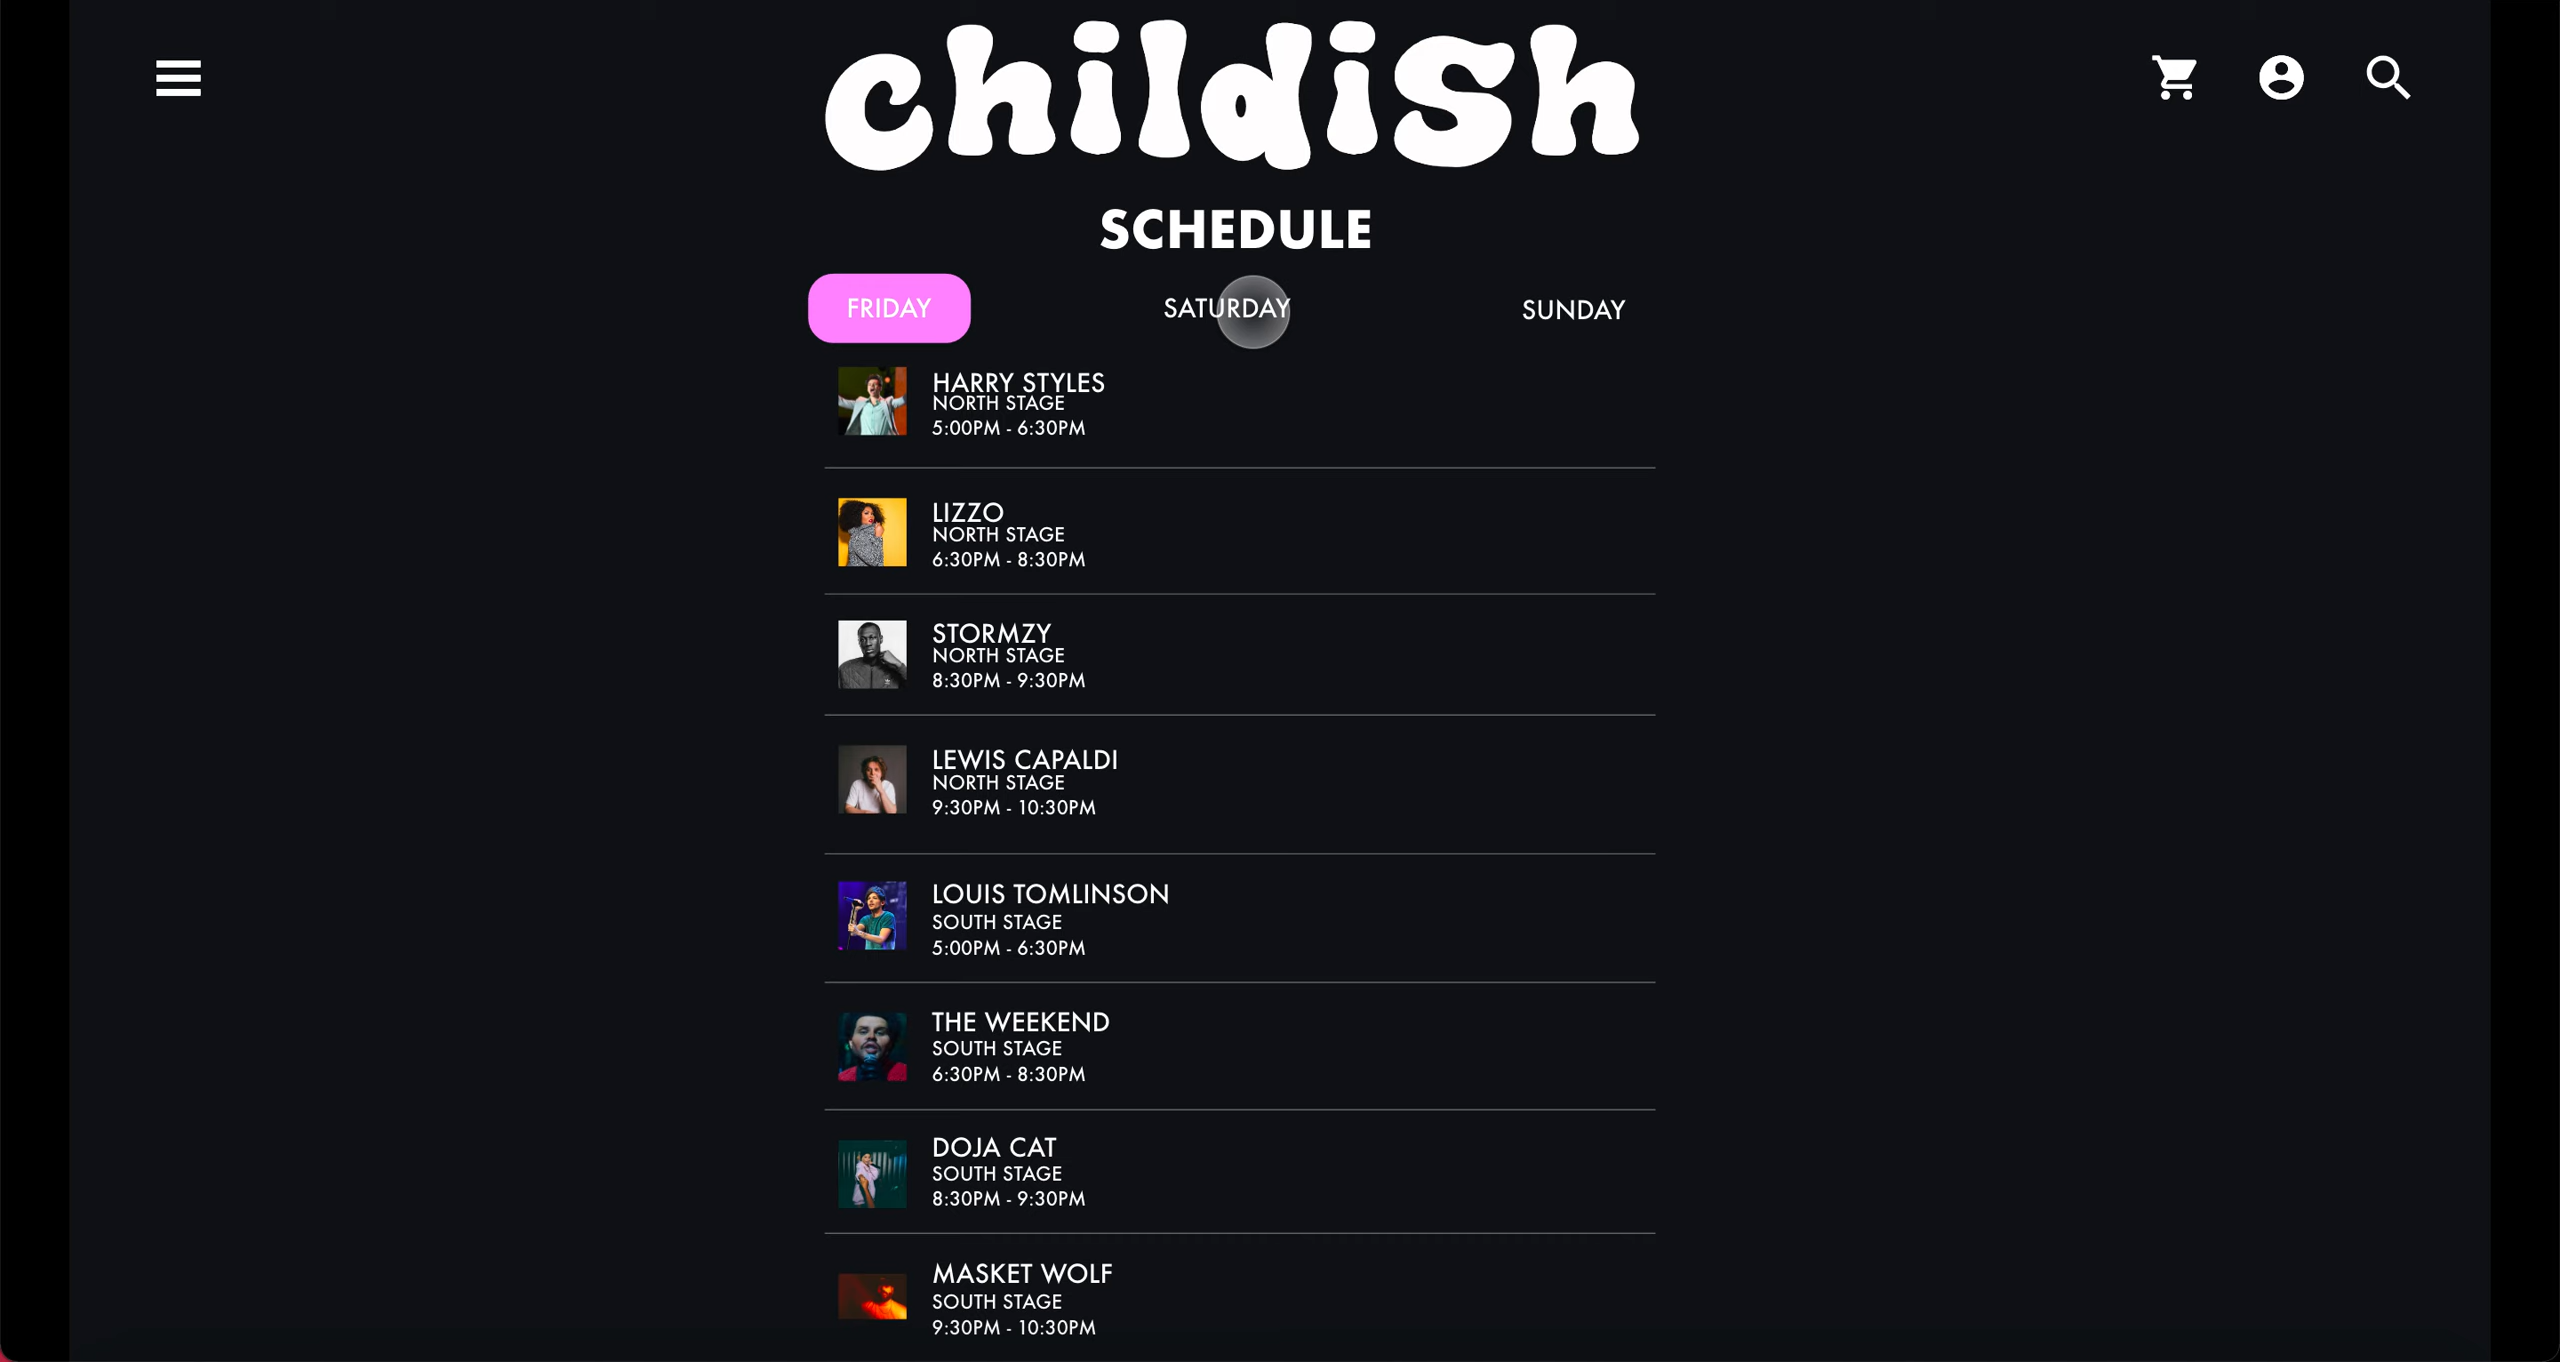 childiSh
SCHEDULE
FRIDAY
SATURDAY
SUNDAY
HARRY STYLES
NORTH STAGE
5:00PM - 6:30PM
LIZZO
NORTH STAGE
6:30PM - 8:30PM
STORMZY
NORTH STAGE
8:30PM - 9:30PM
LEWIS CAPALDI
NORTH STAGE
9:30PM - 10:30PM
LOUIS TOMLINSON
SOUTH STAGE
5:00PM - 6:30PM
THE WEEKEND
SOUTH STAGE
6:30PM - 8:30PM
DOJA CAT
SOUTH STAGE
8:30PM - 9:30PM
MASKET WOLF
SOUTH STAGE
9:30PM - 10:30PM